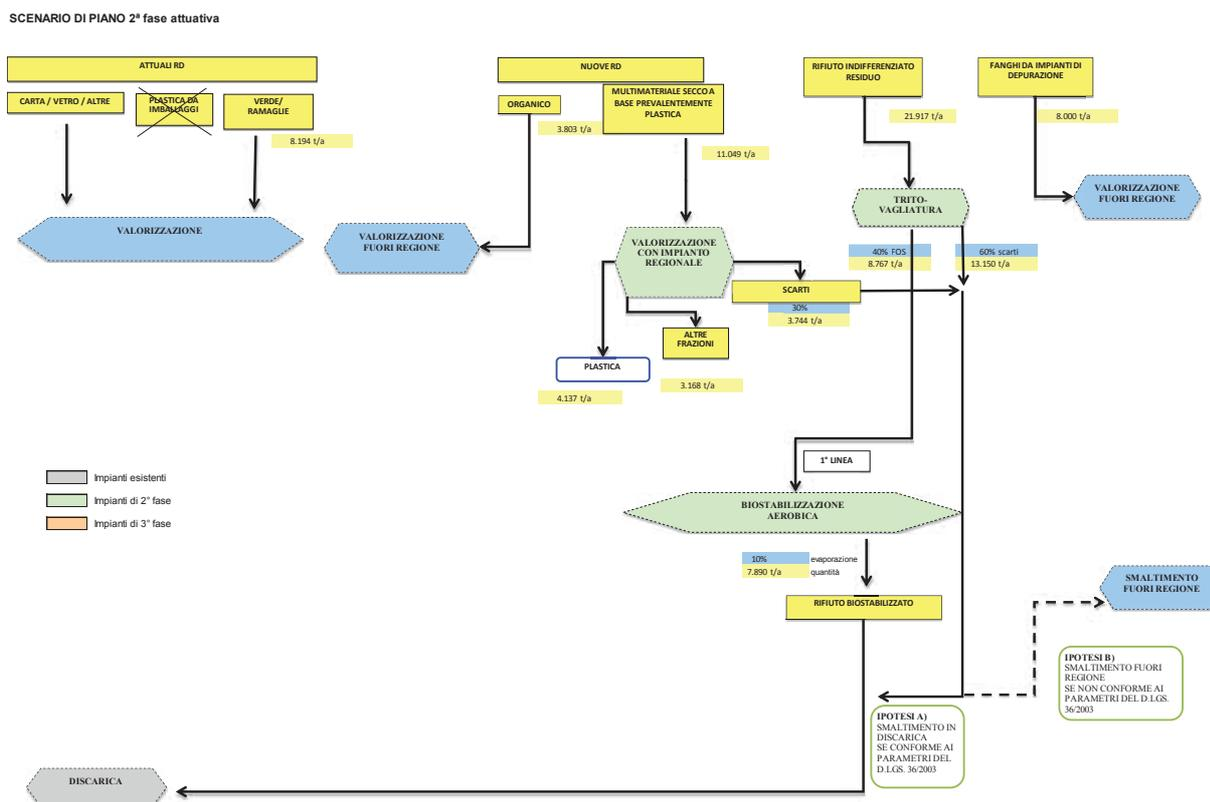 SCENARIO DI PIANO 2ª fase attuativa
ATTUALI RD
NUOVE RD
RIFIUTO INDIFFERENZIATO
RESIDUO
FANGHI DA IMPIANTI DI
DEPURAZIONE
CARTA / VETRO / ALTRE
PLASTICA DA
IMBALLAGGI
VERDE/
RAMAGLIE
8.194 t/a
ORGANICO
3.803 t/a
MULTIMATERIALE SECCO A
BASE PREVALENTEMENTE
PLASTICA
11.049 t/a
21.917 t/a
8.000 t/a
VALORIZZAZIONE
VALORIZZAZIONE
FUORI REGIONE
VALORIZZAZIONE
CON IMPIANTO
REGIONALE
TRITO-
VAGLIATURA
VALORIZZAZIONE
FUORI REGIONE
40% FOS
8.767 t/a
60% scarti
13.150 t/a
SCARTI
30%
3.744 t/a
ALTRE
FRAZIONI
3.168 t/a
PLASTICA
4.137 t/a
1° LINEA
Impianti esistenti
Impianti di 2° fase
Impianti di 3° fase
BIOSTABILIZZAZIONE
AEROBICA
10% evaporazione
7.890 t/a quantità
RIFIUTO BIOSTABILIZZATO
SMALTIMENTO
FUORI REGIONE
IPOTESI B)
SMALTIMENTO FUORI
REGIONE
SE NON CONFORME AI
PARAMETRI DEL D.LGS.
36/2003
IPOTESI A)
SMALTIMENTO IN
DISCARICA
SE CONFORME AI
PARAMETRI DEL
D.LGS. 36/2003
DISCARICA